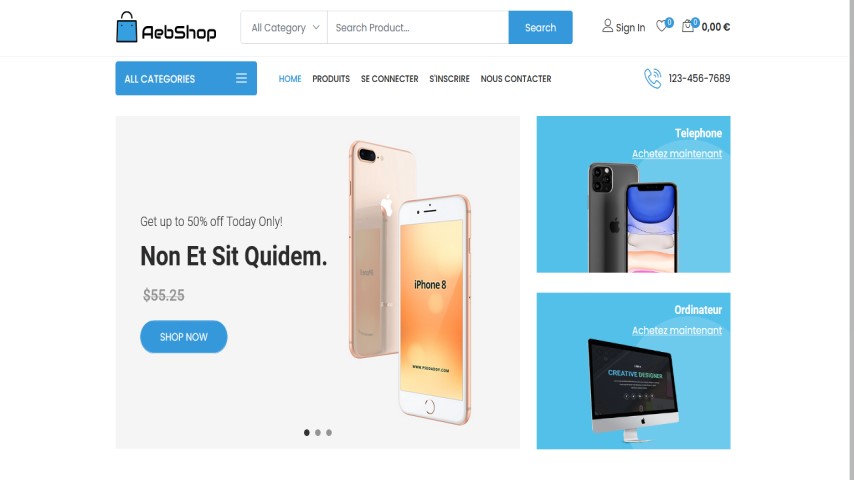 AebShop
All Category
Search Product...
Search
Sign In
0
0
0,00 €
ALL CATEGORIES
HOME
PRODUITS
SE CONNECTER
S'INSCRIRE
NOUS CONTACTER
123-456-7689
Get up to 50% off Today Only!
Non Et Sit Quidem.
$55.25
SHOP NOW
iPhone 8
Telephone
Achetez maintenant
Ordinateur
Achetez maintenant
CREATIVE DESIGNER